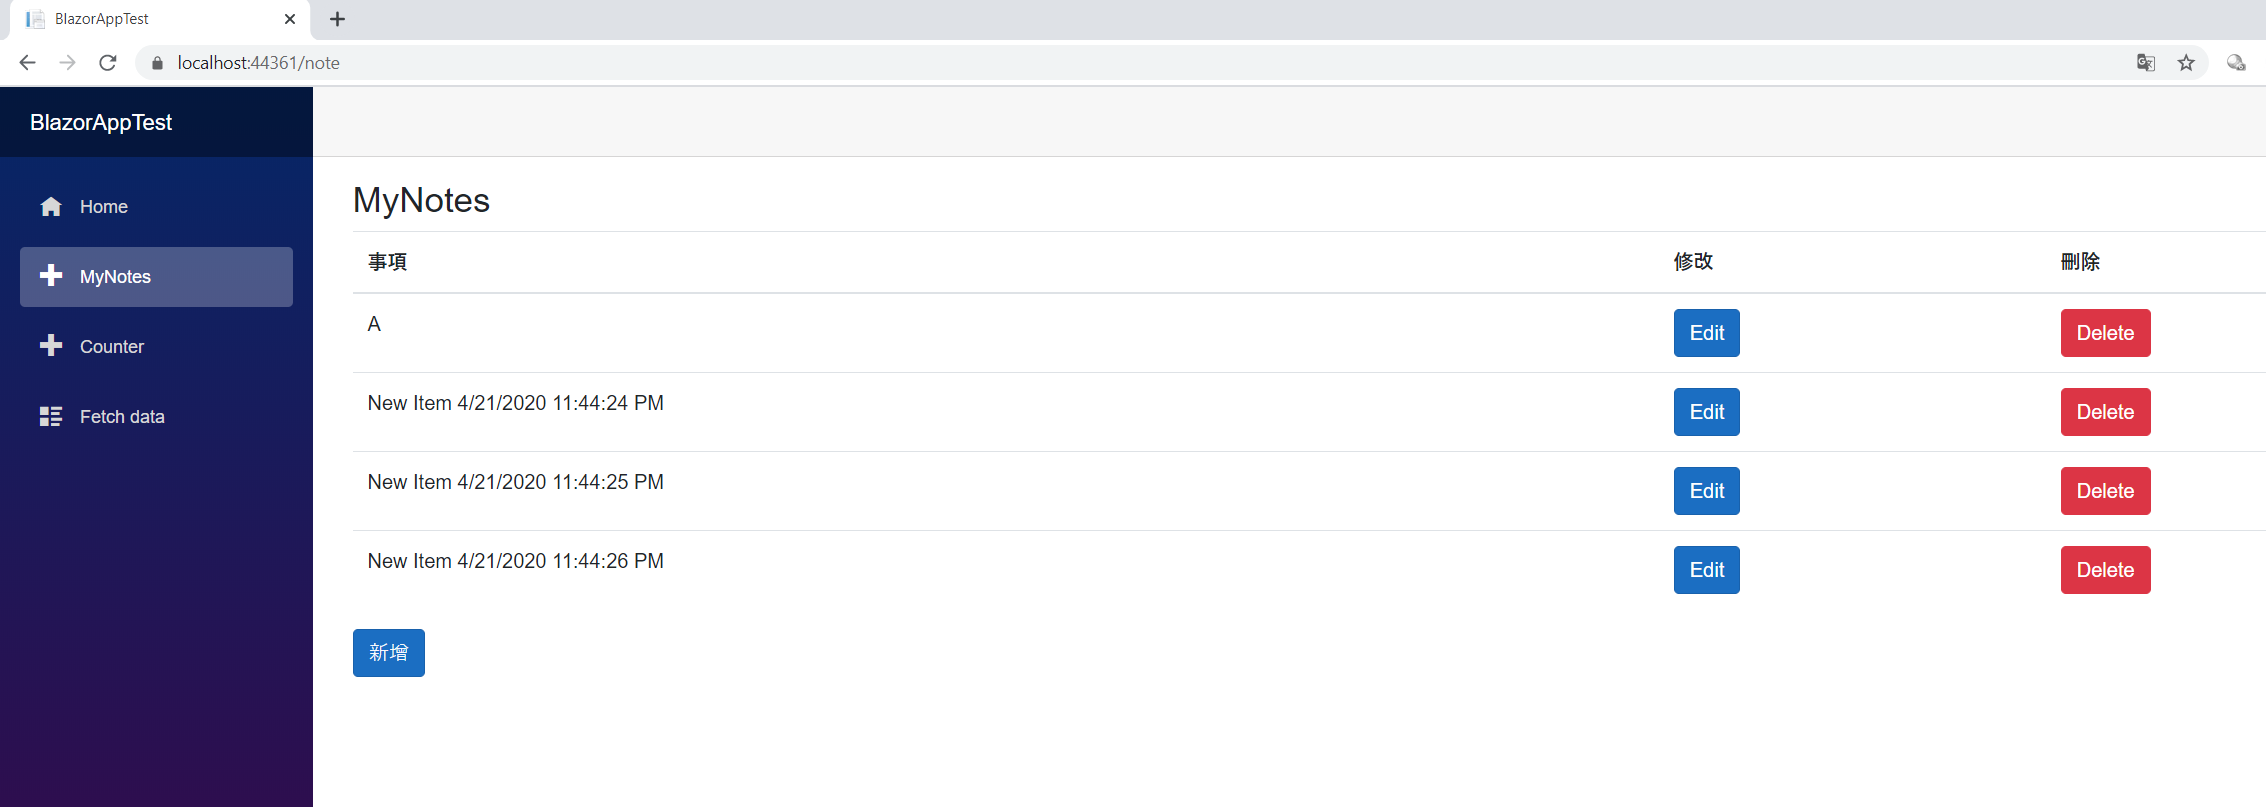 BlazorAppTest
localhost:44361/note
BlazorAppTest
Home
MyNotes
Counter
Fetch data
MyNotes
事項 修改 刪除
A Edit Delete
New Item 4/21/2020 11:44:24 PM Edit Delete
New Item 4/21/2020 11:44:25 PM Edit Delete
New Item 4/21/2020 11:44:26 PM Edit Delete
新增